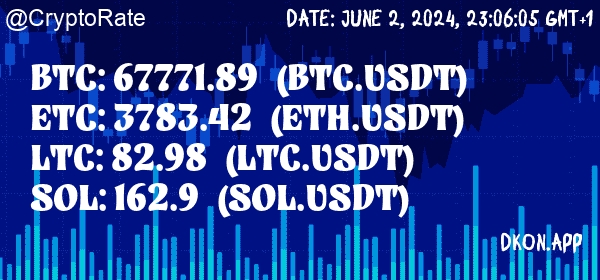 @CryptoRate
DATE: JUNE 2, 2024, 23:06:05 GMT+1
BTC: 67771.89 (BTC.USDT)
ETC: 3783.42 (ETH.USDT)
LTC: 82.98 (LTC.USDT)
SOL: 162.9 (SOL.USDT)
DKON.APP